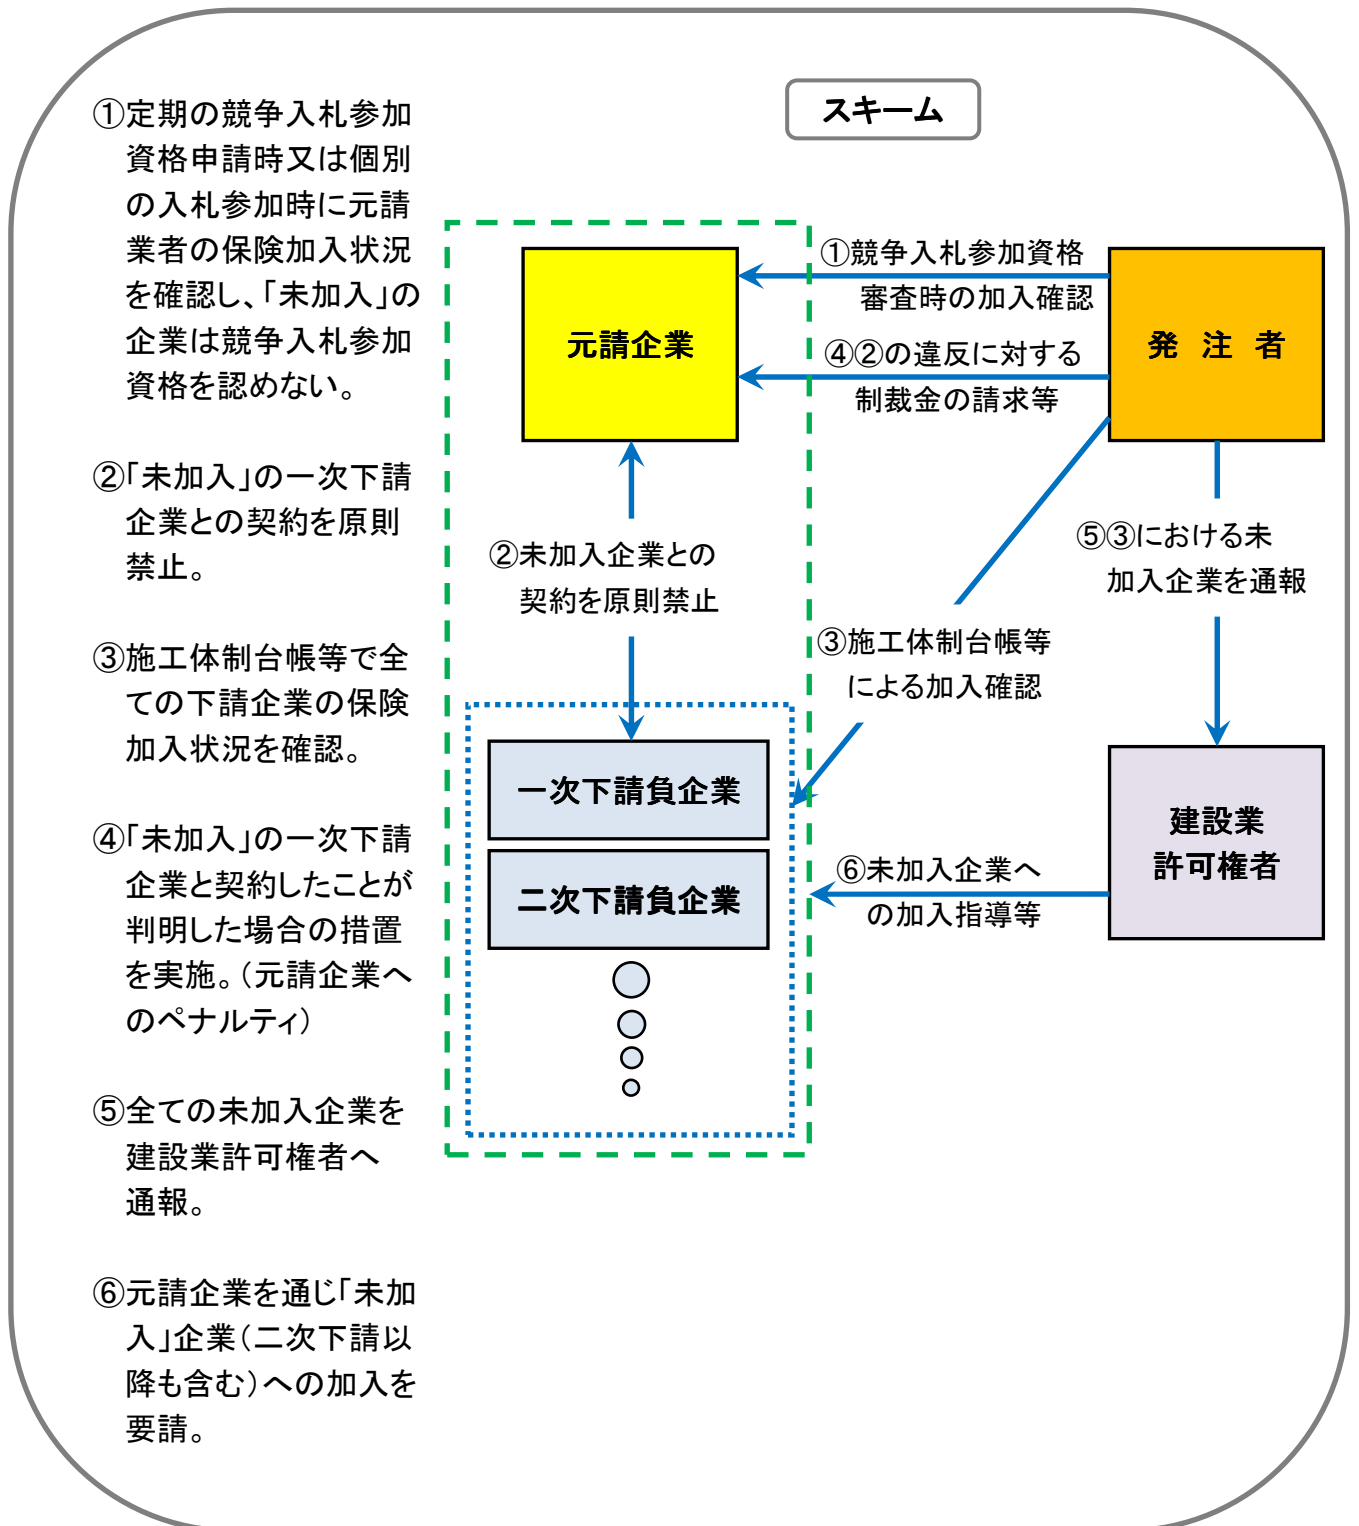 スキーム
①定期の競争入札参加
資格申請時又は個別
の入札参加時に元請
業者の保険加入状況
を確認し、「未加入」の
企業は競争入札参加
資格を認めない。
②「未加入」の一次下請
企業との契約を原則
禁止。
③施工体制台帳等で全
ての下請企業の保険
加入状況を確認。
④「未加入」の一次下請
企業と契約したことが
判明した場合の措置
を実施。（元請企業へ
のペナルティ）
⑤全ての未加入企業を
建設業許可権者へ
通報。
⑥元請企業を通じ「未加
入」企業（二次下請以
降も含む）への加入を
要請。
元請企業
①競争入札参加資格
審査時の加入確認
④②の違反に対する
制裁金の請求等
発 注 者
②未加入企業との
契約を原則禁止
⑤③における未
加入企業を通報
③施工体制台帳等
による加入確認
一次下請負企業
二次下請負企業
⑥未加入企業へ
の加入指導等
建設業
許可権者